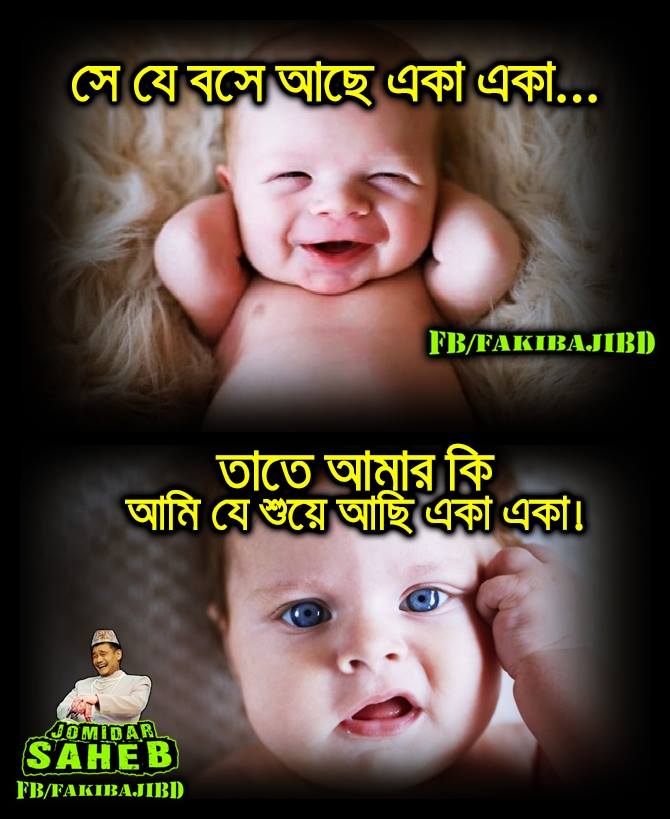 সে যে বসে আছে একা একা...
FB/FAKIBAJIBD
তাতে আমার কি
আমি যে শুয়ে আছি একা একা!
JOMIDAR
SAHEB
FB/FAKIBAJIBD